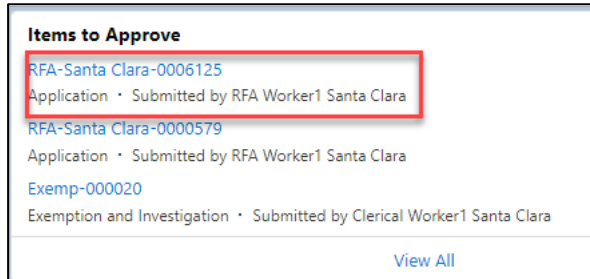 Items to Approve
RFA-Santa Clara-0006125
Application · Submitted by RFA Worker1 Santa Clara
RFA-Santa Clara-0000579
Application · Submitted by RFA Worker1 Santa Clara
Exemp-000020
Exemption and Investigation · Submitted by Clerical Worker1 Santa Clara
View All